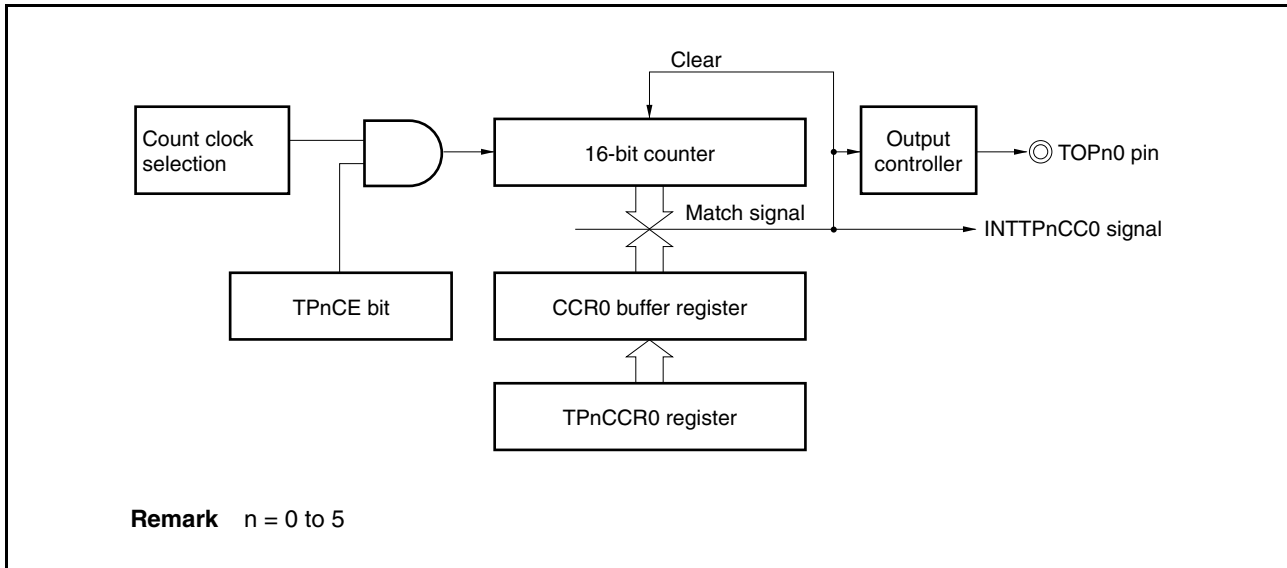 Clear
Count clock
selection
16-bit counter
Output
controller
TOPn0 pin
Match signal
INTTPnCC0 signal
TPnCE bit
CCR0 buffer register
TPnCCR0 register
Remark n = 0 to 5